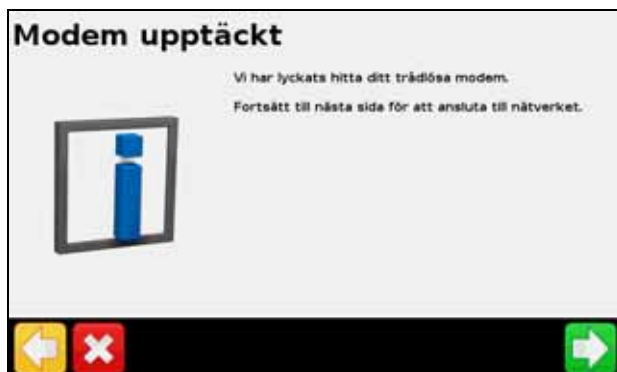 Modem upptäckt
Vi har lyckats hitta ditt trådlösa modem.
Fortsätt till nästa sida för att ansluta till nätverket.